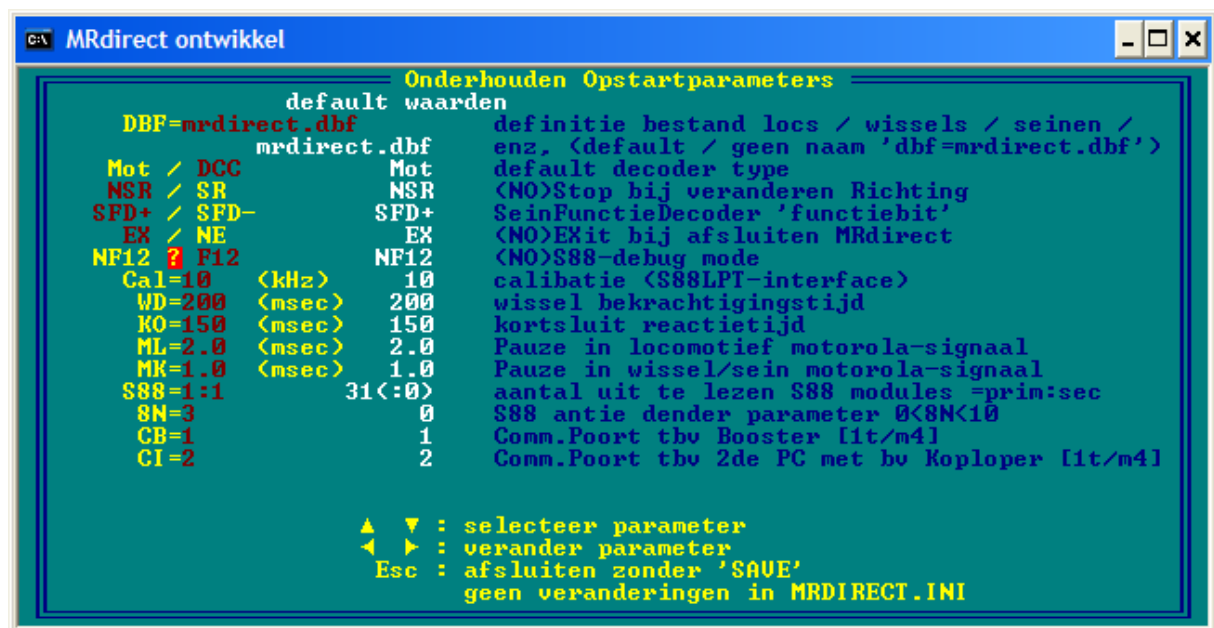 MRdirect ontwikkel
Onderhouden Opstartparameters
default waarden
DBF=mrdirect.dbf definitie bestand locs / wissels / seinen /
mrdirect.dbf enz, (default / geen naam 'dbf=mrdirect.dbf')
Mot / DCC Mot default decoder type
NSR / SR NSR (NO)Stop bij veranderen Richting
SFD+ / SFD- SFD+ SeinFunctieDecoder 'functiebit'
EX / NE EX (NO)EXit bij afsluiten MRdirect
NF12 ? F12 NF12 (NO)S88-debug mode
Cal=10 (kHz) 10 calibatie (S88LPT-interface)
WD=200 (msec) 200 wissel bekrachtigingstijd
KO=150 (msec) 150 kortsluit reactietijd
ML=2.0 (msec) 2.0 Pauze in locomotief motorola-signaal
MK=1.0 (msec) 1.0 Pauze in wissel/sein motorola-signaal
S88=1:1 31(:0) aantal uit te lezen S88 modules =prim:sec
8N=3 0 S88 antie dender parameter 0<8N<10
CB=1 1 Comm.Poort tbv Booster [1t/m4]
CI=2 2 Comm.Poort tbv 2de PC met bv Koploper [1t/m4]
▲ ▼ : selecteer parameter
◄ ► : verander parameter
Esc : afsluiten zonder 'SAVE'
geen veranderingen in MRDIRECT.INI